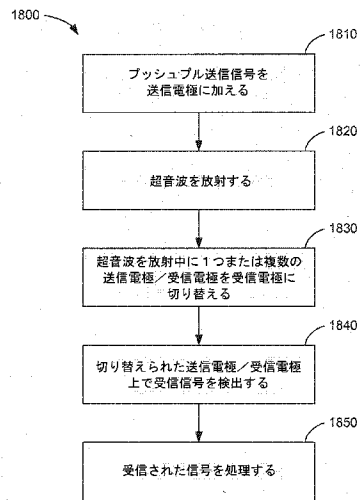 1800
1810
プッシュプル送信信号を
送信電極に加える
1820
超音波を放射する
1830
超音波を放射中に1つまたは複数の
送信電極/受信電極を受信電極に
切り替える
1840
切り替えられた送信電極/受信電極
上で受信信号を検出する
1850
受信された信号を処理する